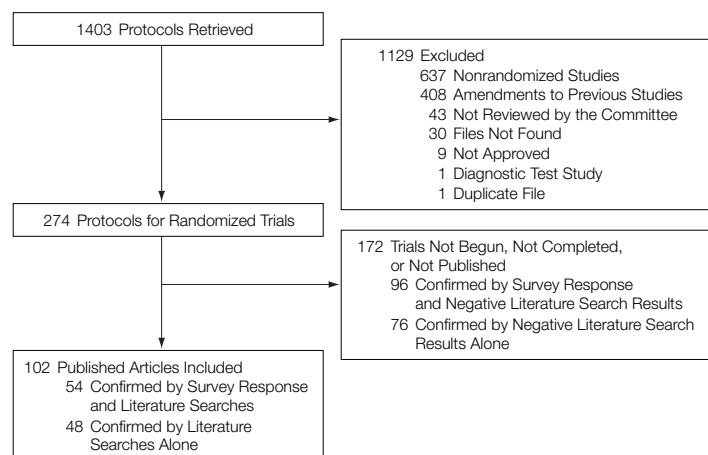 1403 Protocols Retrieved
1129 Excluded
637 Nonrandomized Studies
408 Amendments to Previous Studies
43 Not Reviewed by the Committee
30 Files Not Found
9 Not Approved
1 Diagnostic Test Study
1 Duplicate File
274 Protocols for Randomized Trials
172 Trials Not Begun, Not Completed,
or Not Published
96 Confirmed by Survey Response
and Negative Literature Search Results
76 Confirmed by Negative Literature Search
Results Alone
102 Published Articles Included
54 Confirmed by Survey Response
and Literature Searches
48 Confirmed by Literature
Searches Alone